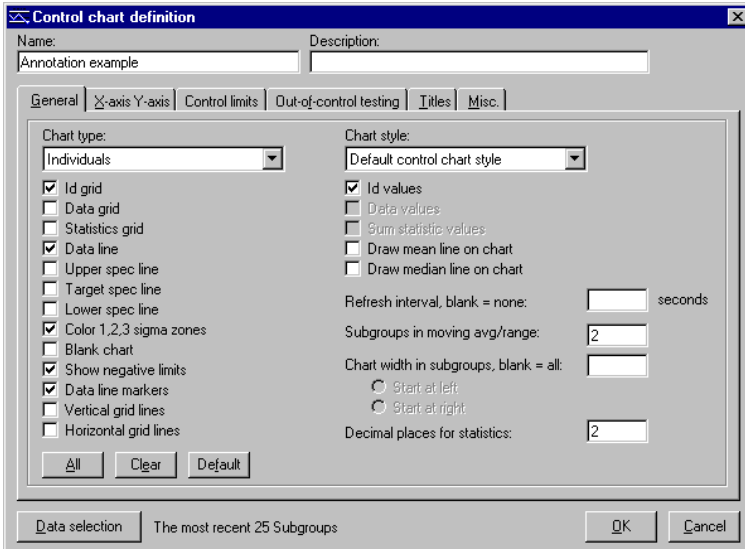 Control chart definition
Name:
Description:
Annotation example
General
X-axis Y-axis
Control limits
Out-of-control testing
Titles
Misc.
Chart type:
Individuals
Id grid
Data grid
Statistics grid
Data line
Upper spec line
Target spec line
Lower spec line
Color 1,2,3 sigma zones
Blank chart
Show negative limits
Data line markers
Vertical grid lines
Horizontal grid lines
All
Clear
Default
Chart style:
Default control chart style
Id values
Data values
Sum statistic values
Draw mean line on chart
Draw median line on chart
Refresh interval, blank = none:
seconds
Subgroups in moving avg/range:
2
Chart width in subgroups, blank = all:
Start at left
Start at right
Decimal places for statistics:
2
Data selection
The most recent 25 Subgroups
OK
Cancel